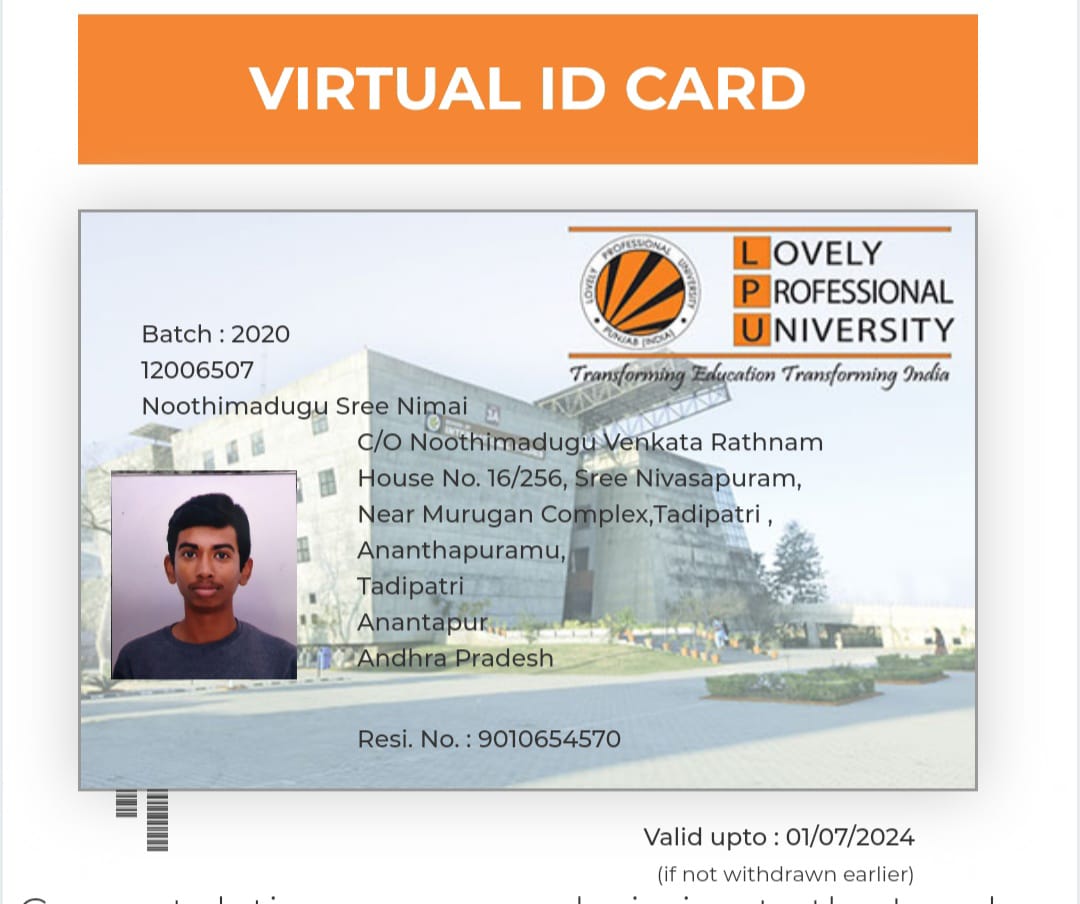 VIRTUAL ID CARD
LOVELY PROFESSIONAL UNIVERSITY
PUNJAB (INDIA)
LOVELY
PROFESSIONAL
UNIVERSITY
Transforming Education Transforming India
Batch : 2020
12006507
Noothimadugu Sree Nimai
C/O Noothimadugu Venkata Rathnam
House No. 16/256, Sree Nivasapuram,
Near Murugan Complex,Tadipatri ,
Ananthapuramu,
Tadipatri
Anantapur
Andhra Pradesh
Resi. No. : 9010654570
Valid upto : 01/07/2024
(if not withdrawn earlier)